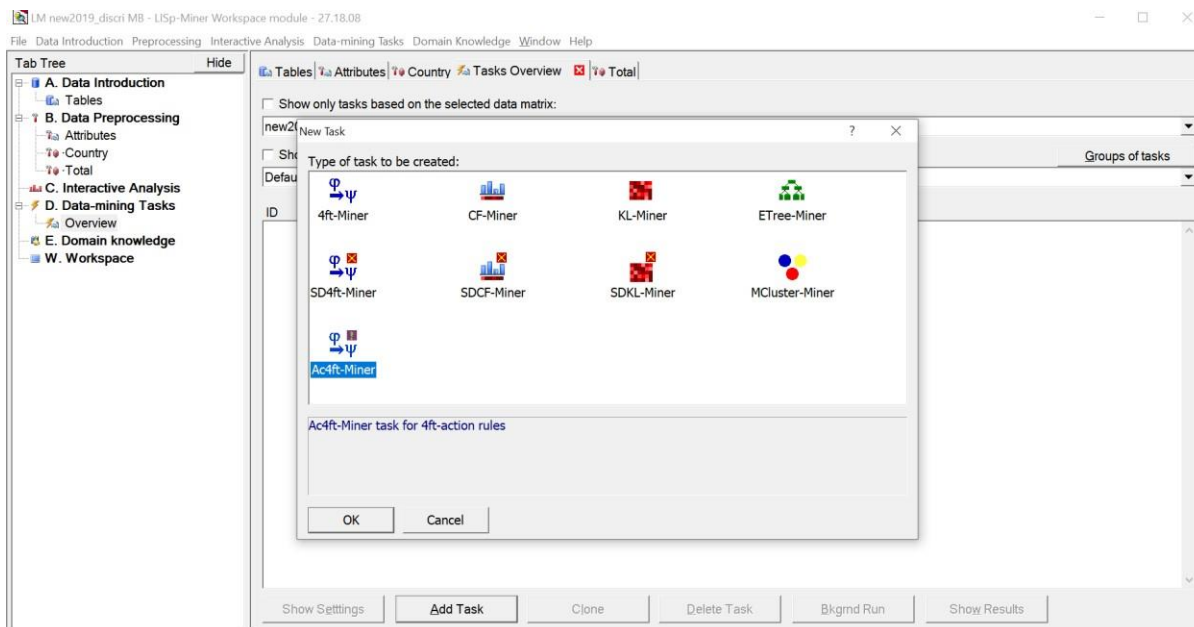 LM new2019_discri MB - LISp-Miner Workspace module - 27.18.08
File Data Introduction Preprocessing Interactive Analysis Data-mining Tasks Domain Knowledge Window Help
Tab Tree Hide
A. Data Introduction
Tables
B. Data Preprocessing
Attributes
·Country
·Total
C. Interactive Analysis
D. Data-mining Tasks
Overview
E. Domain knowledge
W. Workspace
Tables Attributes Country Tasks Overview Total
Show only tasks based on the selected data matrix:
new20
Sho
Groups of tasks
Defau
ID
New Task ? ×
Type of task to be created:
4ft-Miner CF-Miner KL-Miner ETree-Miner
SD4ft-Miner SDCF-Miner SDKL-Miner MCluster-Miner
Ac4ft-Miner
Ac4ft-Miner task for 4ft-action rules
OK Cancel
Show Setttings Add Task Clone Delete Task Bkgrnd Run Show Results